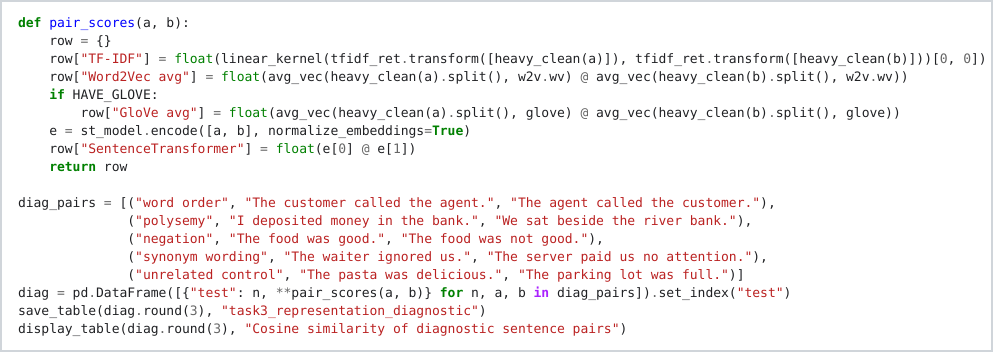 def pair_scores(a, b):
    row = {}
    row["TF-IDF"] = float(linear_kernel(tfidf_ret.transform([heavy_clean(a)]), tfidf_ret.transform([heavy_clean(b)]))[0, 0])
    row["Word2Vec avg"] = float(avg_vec(heavy_clean(a).split(), w2v.wv) @ avg_vec(heavy_clean(b).split(), w2v.wv))
    if HAVE_GLOVE:
        row["GloVe avg"] = float(avg_vec(heavy_clean(a).split(), glove) @ avg_vec(heavy_clean(b).split(), glove))
    e = st_model.encode([a, b], normalize_embeddings=True)
    row["SentenceTransformer"] = float(e[0] @ e[1])
    return row

diag_pairs = [("word order", "The customer called the agent.", "The agent called the customer."),
              ("polysemy", "I deposited money in the bank.", "We sat beside the river bank."),
              ("negation", "The food was good.", "The food was not good."),
              ("synonym wording", "The waiter ignored us.", "The server paid us no attention."),
              ("unrelated control", "The pasta was delicious.", "The parking lot was full.")]
diag = pd.DataFrame([{"test": n, **pair_scores(a, b)} for n, a, b in diag_pairs]).set_index("test")
save_table(diag.round(3), "task3_representation_diagnostic")
display_table(diag.round(3), "Cosine similarity of diagnostic sentence pairs")